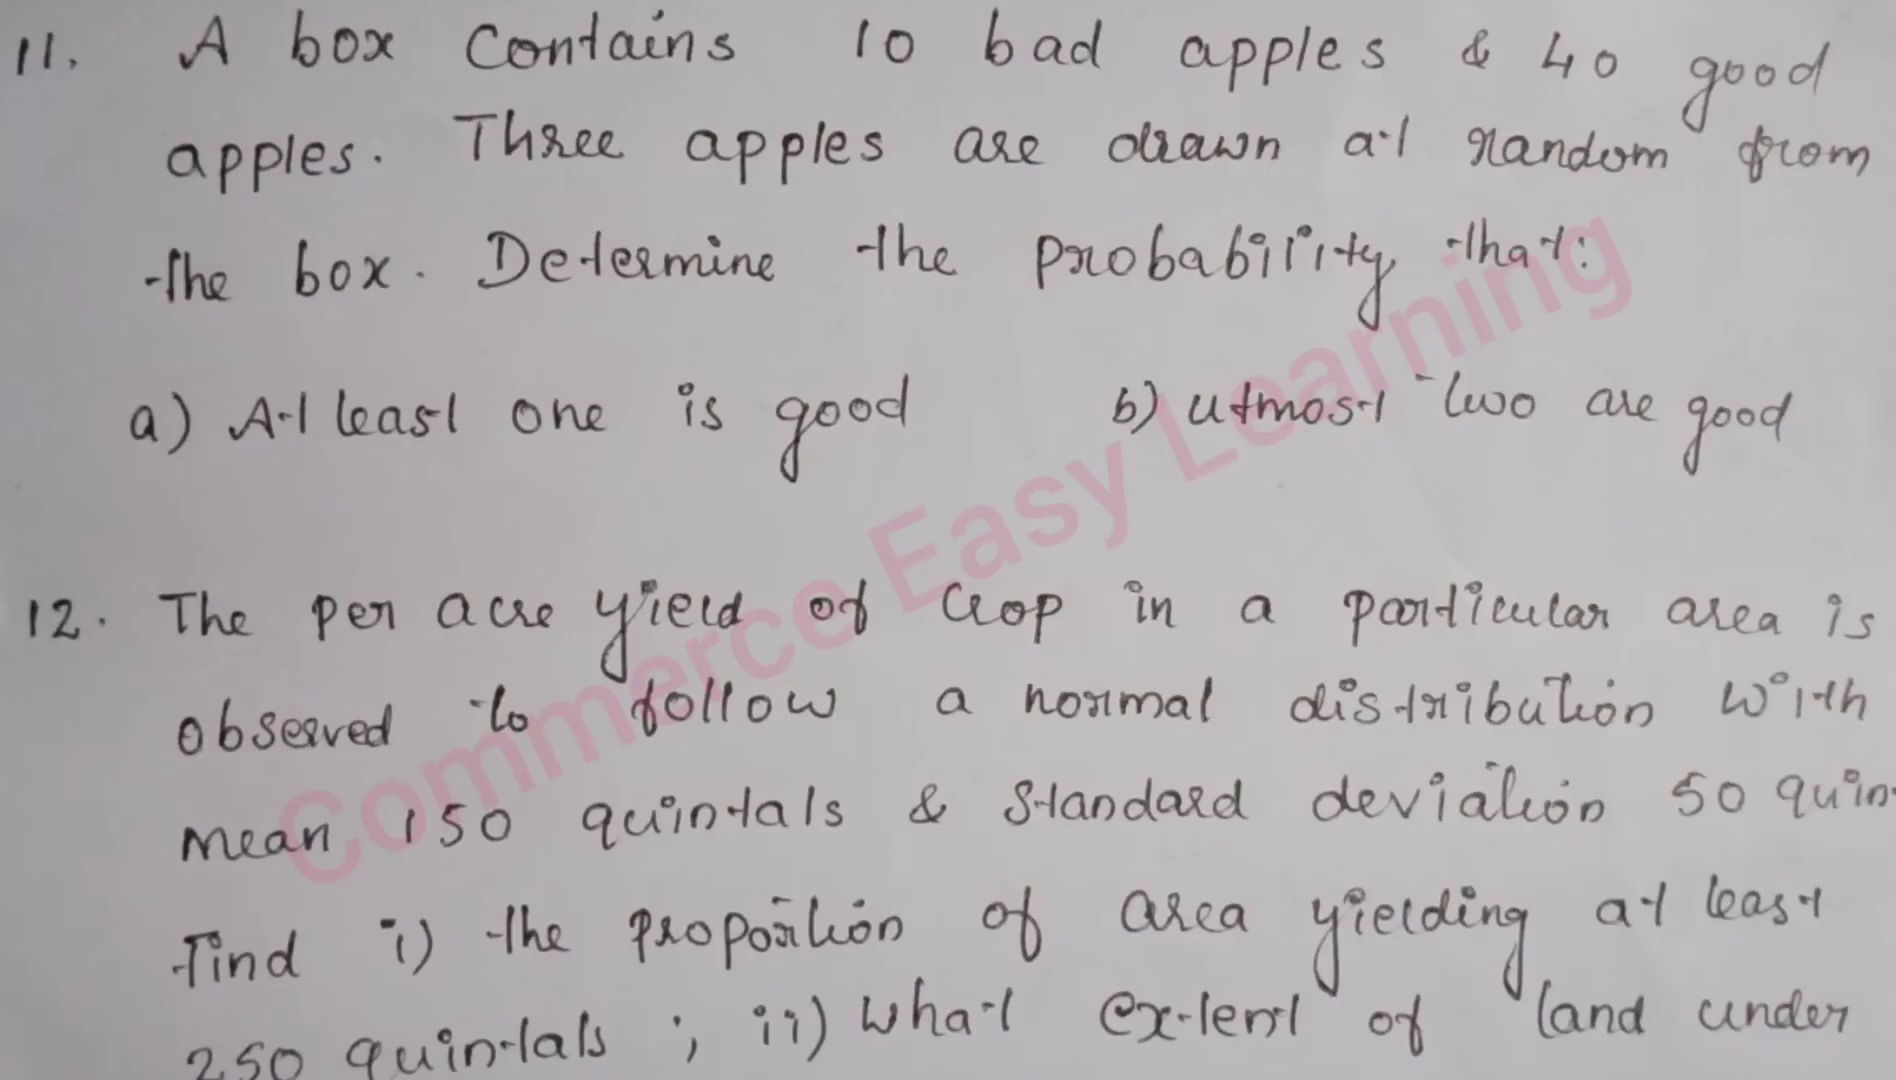 11. A box contains 10 bad apples & 40 good
apples. Three apples are drawn at random from
the box. Determine the probability that:
a) At least one is good b) utmost two are good
12. The per acre yield of crop in a particular area is
observed to follow a normal distribution with
mean 150 quintals & standard deviation 50 quin
Find i) the proportion of area yielding at least
250 quintals ; ii) what extent of land under
Commerce Easy Learning